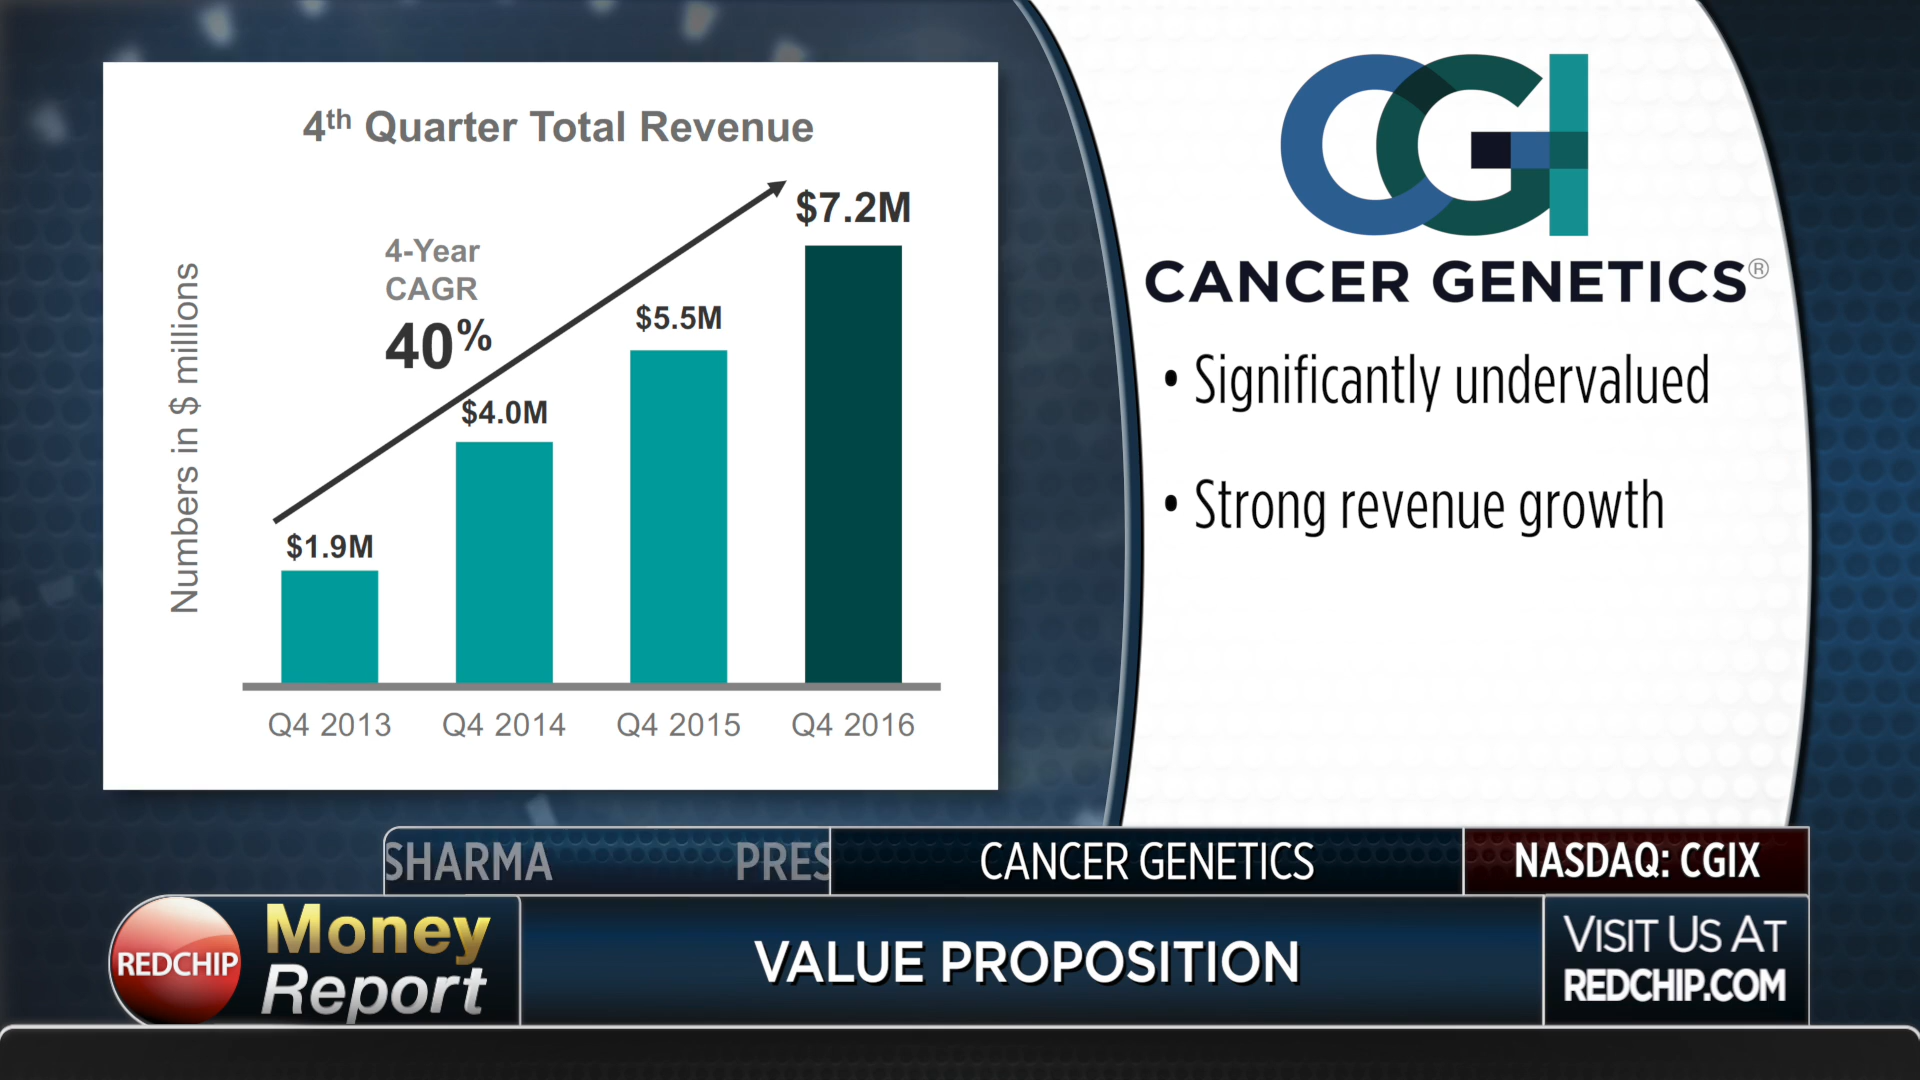 4th Quarter Total Revenue
$7.2M
4-Year
CAGR
40%
$5.5M
$4.0M
$1.9M
Numbers in $ millions
Q4 2013 Q4 2014 Q4 2015 Q4 2016
CGI
CANCER GENETICS®
• Significantly undervalued
• Strong revenue growth
SHARMA PRES
CANCER GENETICS
NASDAQ: CGIX
REDCHIP
Money
Report
VALUE PROPOSITION
VISIT US AT
REDCHIP.COM